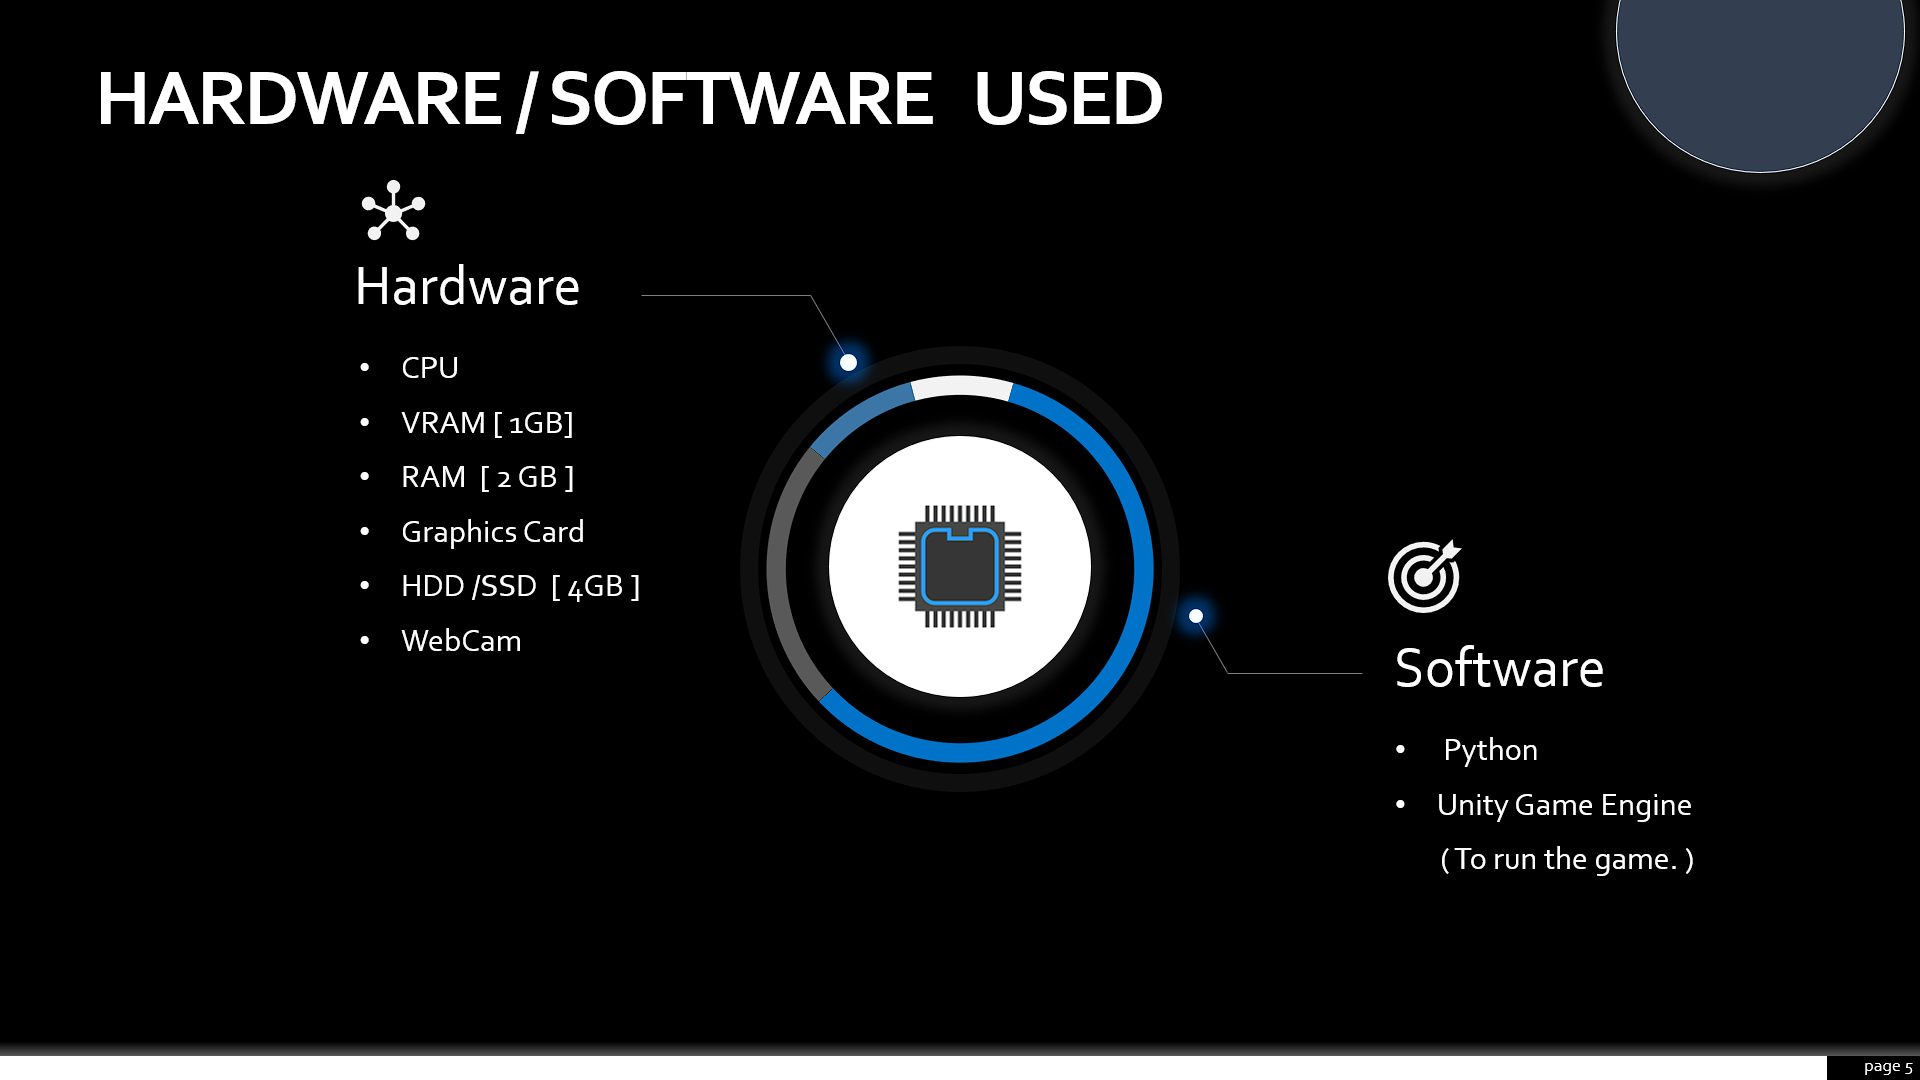 HARDWARE / SOFTWARE USED
Hardware
• CPU
• VRAM [ 1GB]
• RAM [ 2 GB ]
• Graphics Card
• HDD /SSD [ 4GB ]
• WebCam
Software
• Python
• Unity Game Engine
( To run the game. )
page 5